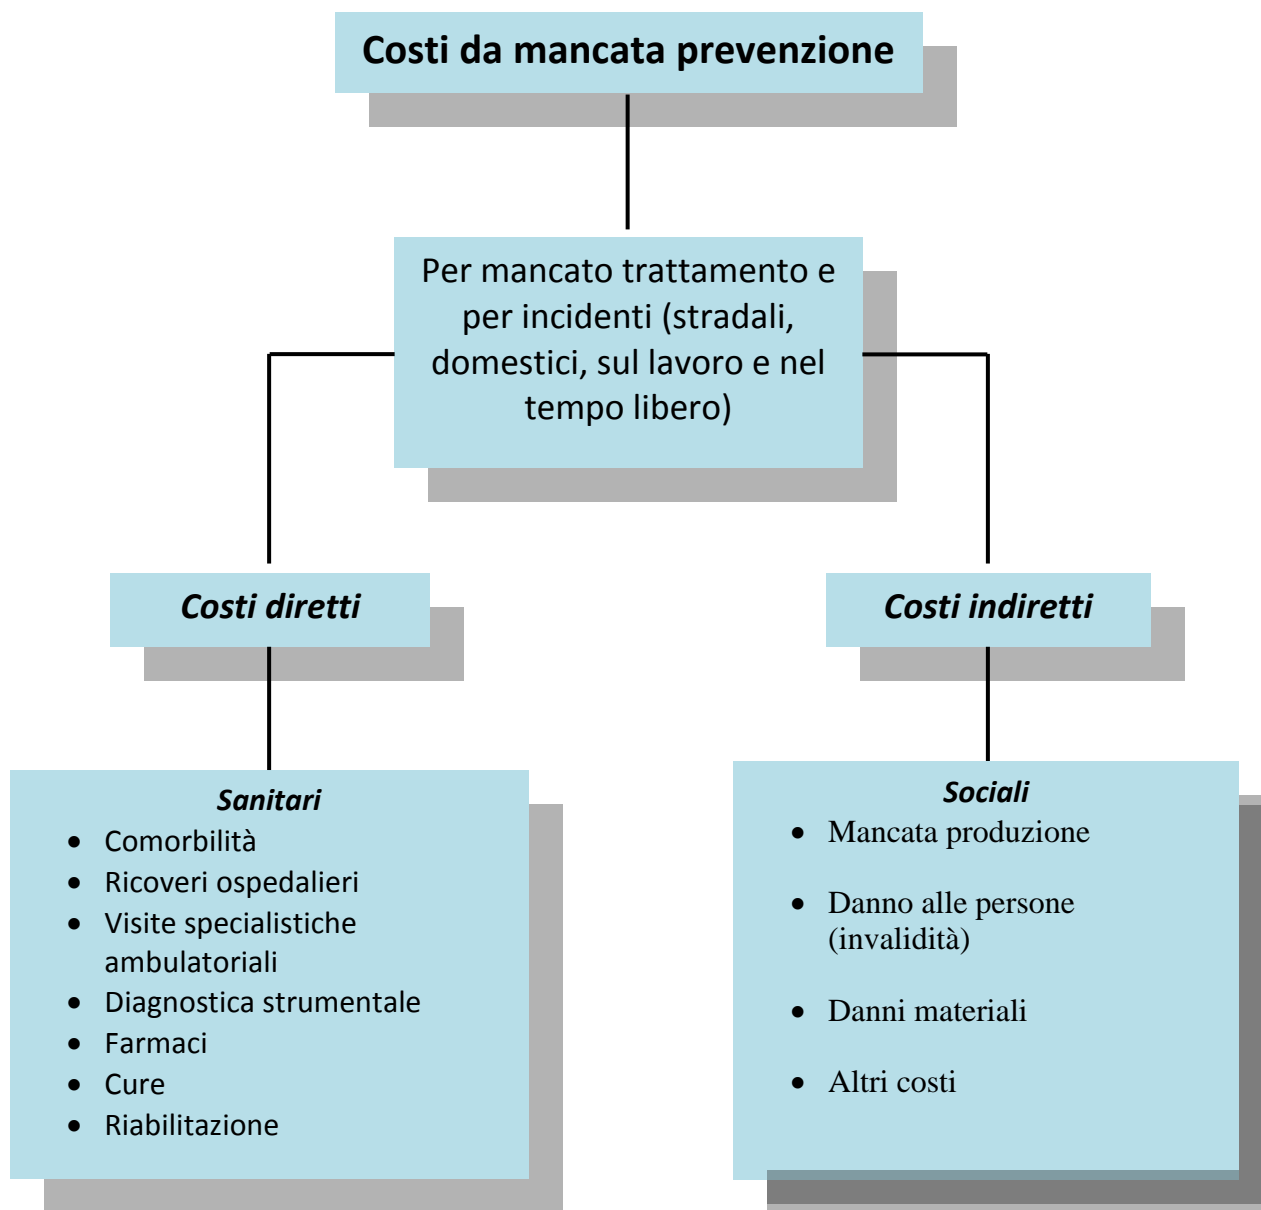 Costi da mancata prevenzione
Per mancato trattamento e
per incidenti (stradali,
domestici, sul lavoro e nel
tempo libero)
Costi diretti
Costi indiretti
Sanitari
• Comorbilità
• Ricoveri ospedalieri
• Visite specialistiche
ambulatoriali
• Diagnostica strumentale
• Farmaci
• Cure
• Riabilitazione
Sociali
• Mancata produzione
• Danno alle persone
(invalidità)
• Danni materiali
• Altri costi